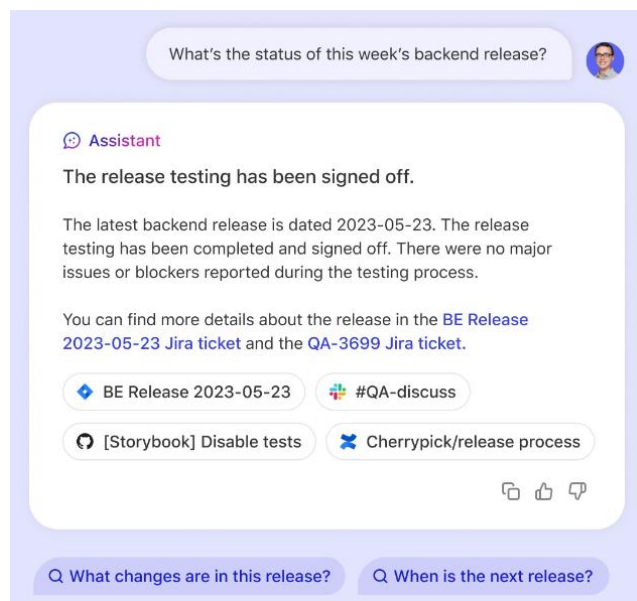 What's the status of this week's backend release?
Assistant
The release testing has been signed off.
The latest backend release is dated 2023-05-23. The release
testing has been completed and signed off. There were no major
issues or blockers reported during the testing process.
You can find more details about the release in the BE Release
2023-05-23 Jira ticket and the QA-3699 Jira ticket.
BE Release 2023-05-23 #QA-discuss
[Storybook] Disable tests Cherrypick/release process
What changes are in this release? When is the next release?